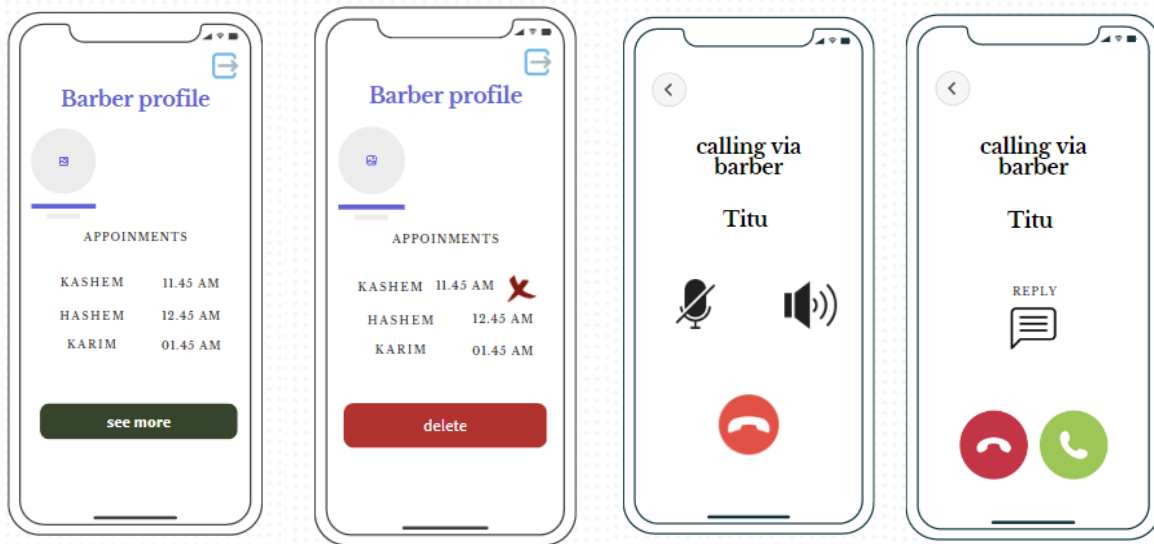 Barber profile
APPOINMENTS
KASHEM 11.45 AM
HASHEM 12.45 AM
KARIM 01.45 AM
see more
Barber profile
APPOINMENTS
KASHEM 11.45 AM
HASHEM 12.45 AM
KARIM 01.45 AM
delete
calling via
barber
Titu
calling via
barber
Titu
REPLY